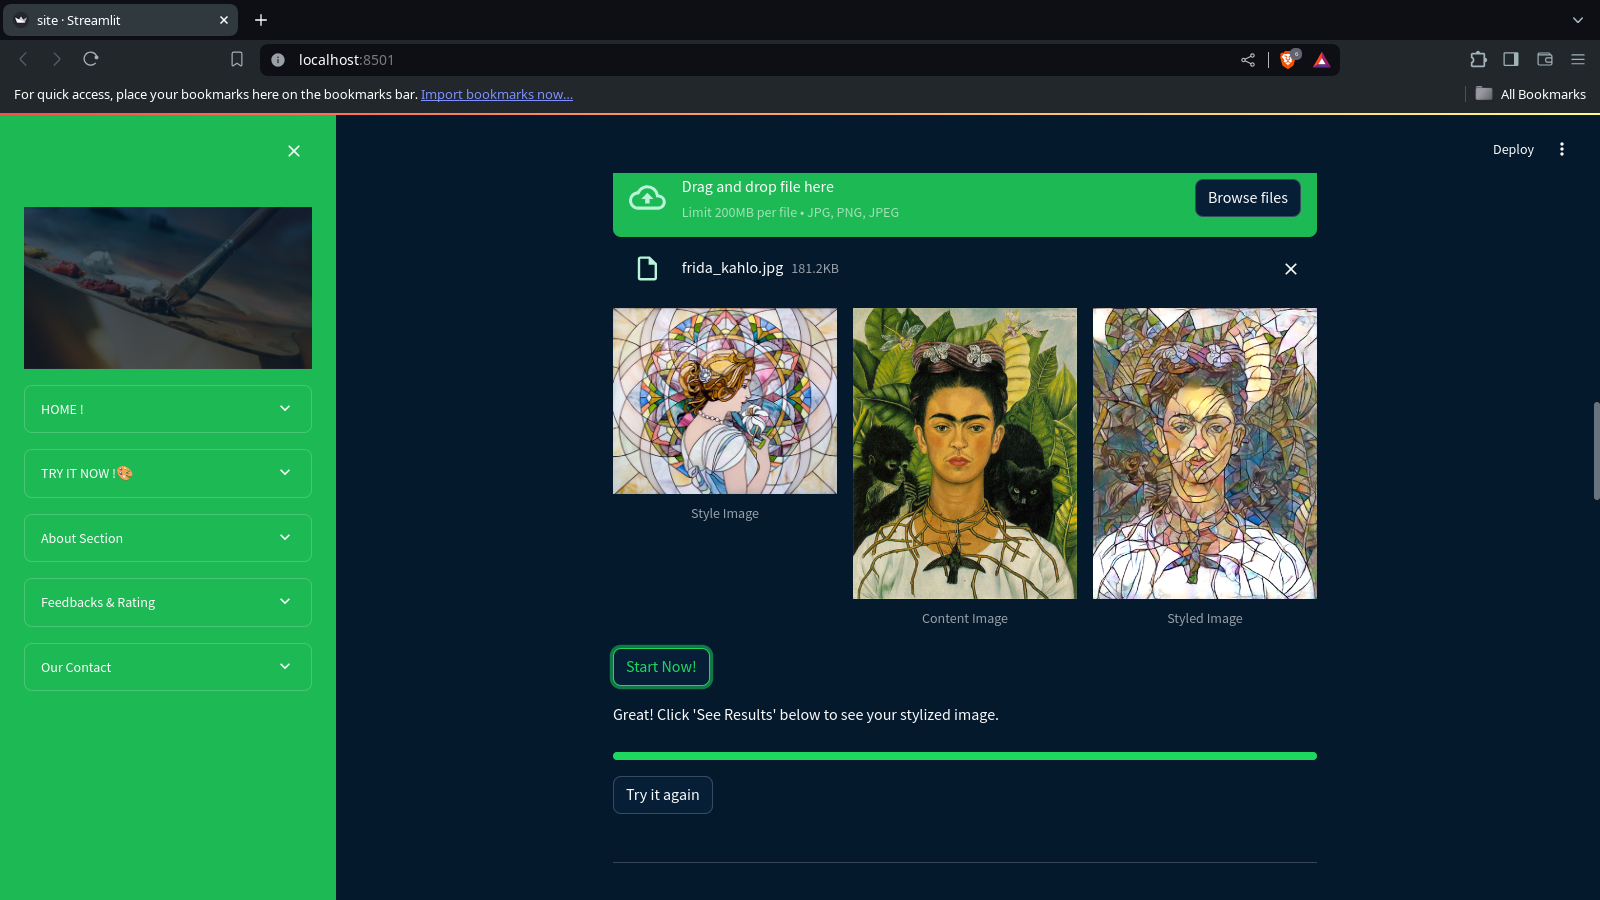 site · Streamlit
localhost:8501
6
For quick access, place your bookmarks here on the bookmarks bar. Import bookmarks now...
All Bookmarks
Deploy
HOME !
TRY IT NOW !🎨
About Section
Feedbacks & Rating
Our Contact
Drag and drop file here
Limit 200MB per file • JPG, PNG, JPEG
Browse files
frida_kahlo.jpg 181.2KB
Style Image
Content Image
Styled Image
Start Now!
Great! Click 'See Results' below to see your stylized image.
Try it again